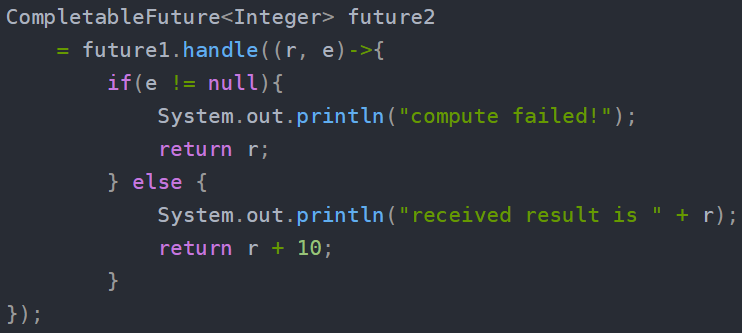 CompletableFuture<Integer> future2
    = future1.handle((r, e)->{
        if(e != null){
            System.out.println("compute failed!");
            return r;
        } else {
            System.out.println("received result is " + r);
            return r + 10;
        }
});